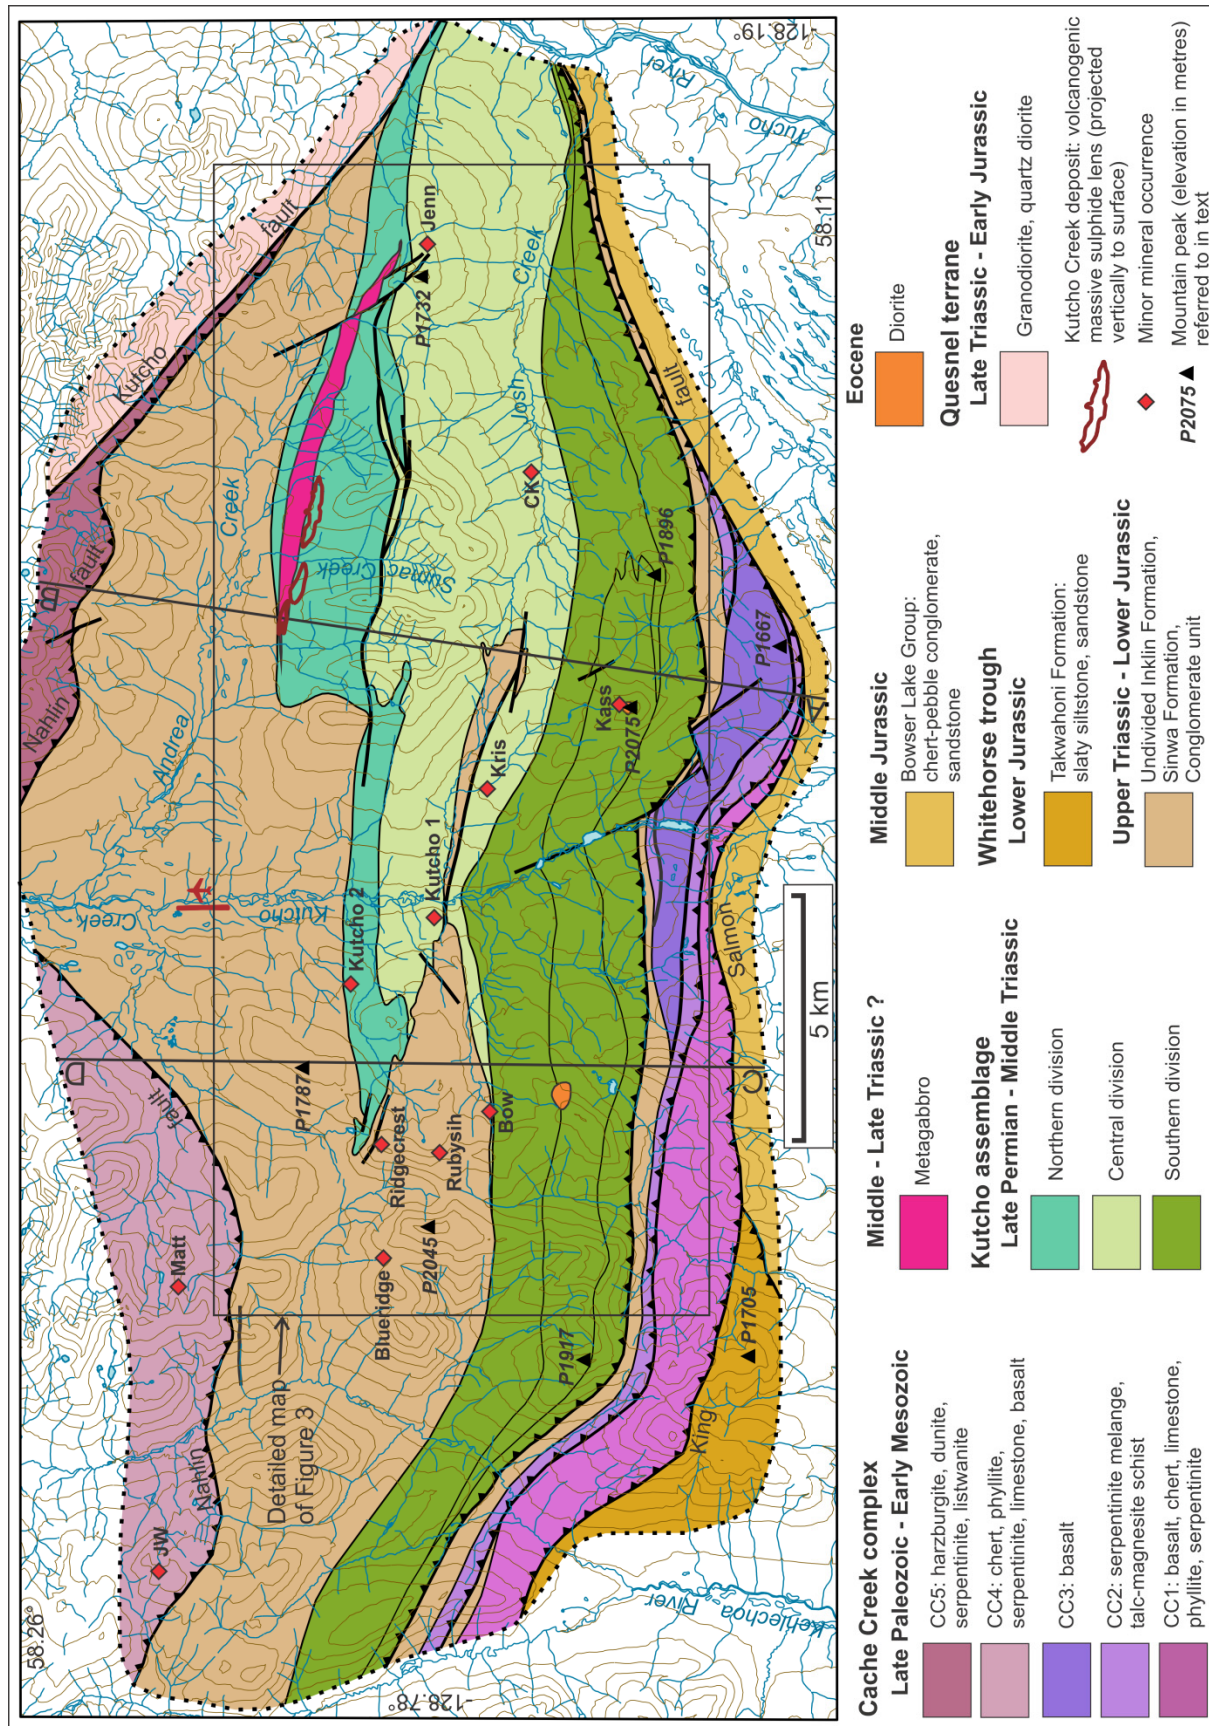 58.26°
-128.78°
-128.19°
58.11°
JW
Matt
Nahlin
fault
D
Creek
Kutcho
Andrea
Creek
Nahlin
fault
B
Kutcho
fault
Detailed map
of Figure 3
P1787
Blueridge
P2045
Ridgecrest
Rubysih
Bow
Kutcho 2
Kutcho 1
Kris
Sumac Creek
P1732
Jenn
CK
Josh
Creek
Kass
P2075
P1896
P1667
P1917
P1705
King
Salmon
fault
C
A
Kehlechoa
River
Tucho
River
5 km
Cache Creek complex
Late Paleozoic - Early Mesozoic
CC5: harzburgite, dunite,
serpentinite, listwanite
CC4: chert, phyllite,
serpentinite, limestone, basalt
CC3: basalt
CC2: serpentinite melange,
talc-magnesite schist
CC1: basalt, chert, limestone,
phyllite, serpentinite
Middle - Late Triassic ?
Metagabbro
Kutcho assemblage
Late Permian - Middle Triassic
Northern division
Central division
Southern division
Middle Jurassic
Bowser Lake Group:
chert-pebble conglomerate,
sandstone
Whitehorse trough
Lower Jurassic
Takwahoni Formation:
slaty siltstone, sandstone
Upper Triassic - Lower Jurassic
Undivided Inklin Formation,
Sinwa Formation,
Conglomerate unit
Eocene
Diorite
Quesnel terrane
Late Triassic - Early Jurassic
Granodiorite, quartz diorite
Kutcho Creek deposit: volcanogenic
massive sulphide lens (projected
vertically to surface)
Minor mineral occurrence
P2075
Mountain peak (elevation in metres)
referred to in text